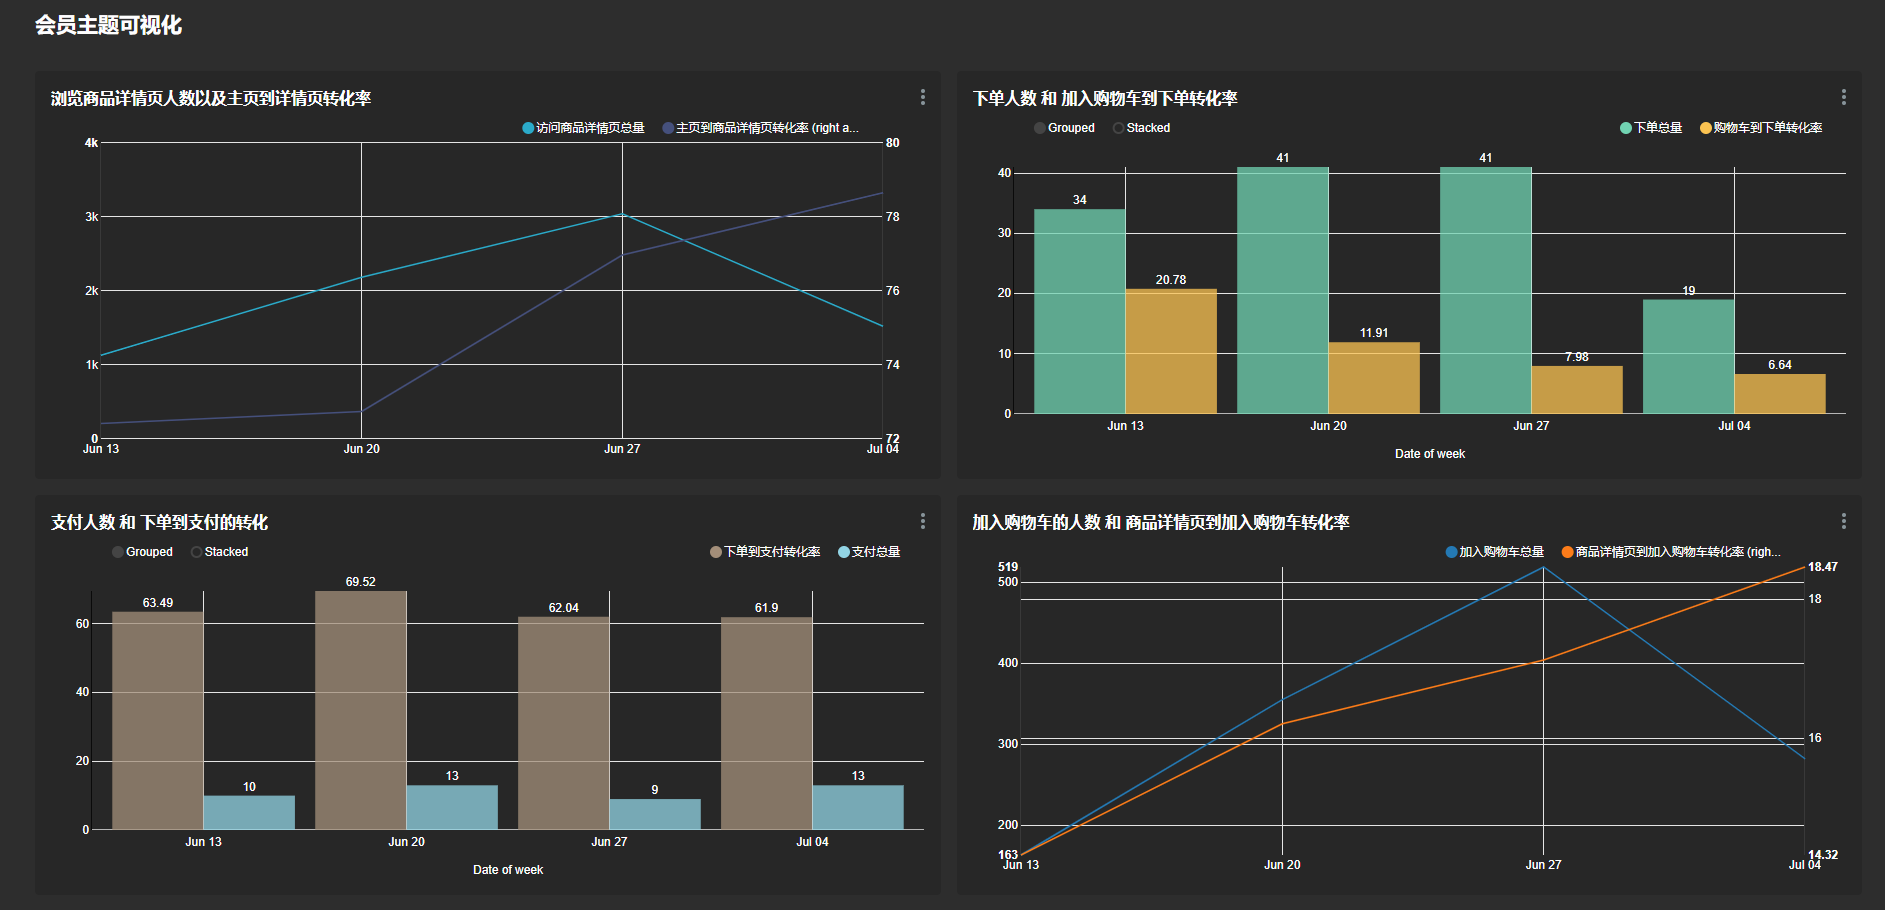 会员主题可视化
浏览商品详情页人数以及主页到详情页转化率
访问商品详情页总量 主页到商品详情页转化率 (right a...
4k 80
3k 78
2k 76
1k 74
0 72
Jun 13 Jun 20 Jun 27 Jul 04
下单人数 和 加入购物车到下单转化率
Grouped Stacked 下单总量 购物车到下单转化率
41 41
40
34
30
20.78
20 19
11.91
10 7.98 6.64
0
Jun 13 Jun 20 Jun 27 Jul 04
Date of week
支付人数 和 下单到支付的转化
Grouped Stacked 下单到支付转化率 支付总量
69.52
63.49 62.04 61.9
60
40
20
10 13 9 13
0
Jun 13 Jun 20 Jun 27 Jul 04
Date of week
加入购物车的人数 和 商品详情页到加入购物车转化率
加入购物车总量 商品详情页到加入购物车转化率 (righ...
519 18.47
500
18
400
16
300
200
163 14.32
Jun 13 Jun 20 Jun 27 Jul 04